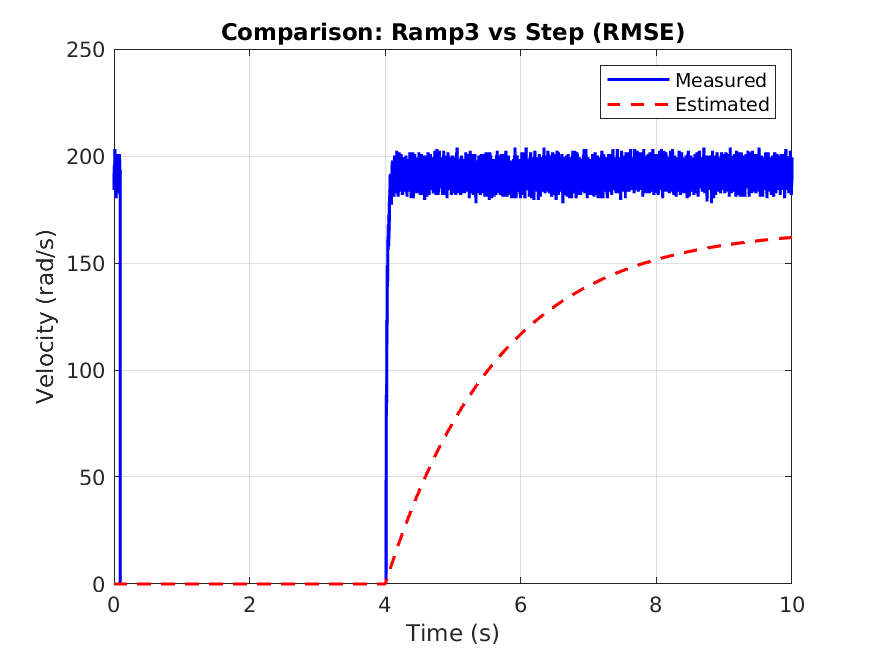 Comparison: Ramp3 vs Step (RMSE)
Measured
Estimated
Velocity (rad/s)
250
200
150
100
50
0
0 2 4 6 8 10
Time (s)